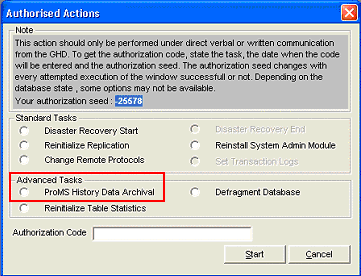 Authorised Actions
Note
This action should only be performed under direct verbal or written communication
from the GHD. To get the authorization code, state the task, the date when the code
will be entered and the authorization seed. The authorization seed changes with
every attempted execution of the window successful or not. Depending on the
database state , some options may not be available.
Your authorization seed : -25578
Standard Tasks
Disaster Recovery Start
Disaster Recovery End
Reinitialize Replication
Reinstall System Admin Module
Change Remote Protocols
Set Transaction Logs
Advanced Tasks
ProMS History Data Archival
Defragment Database
Reinitialize Table Statistics
Authorization Code
Start
Cancel